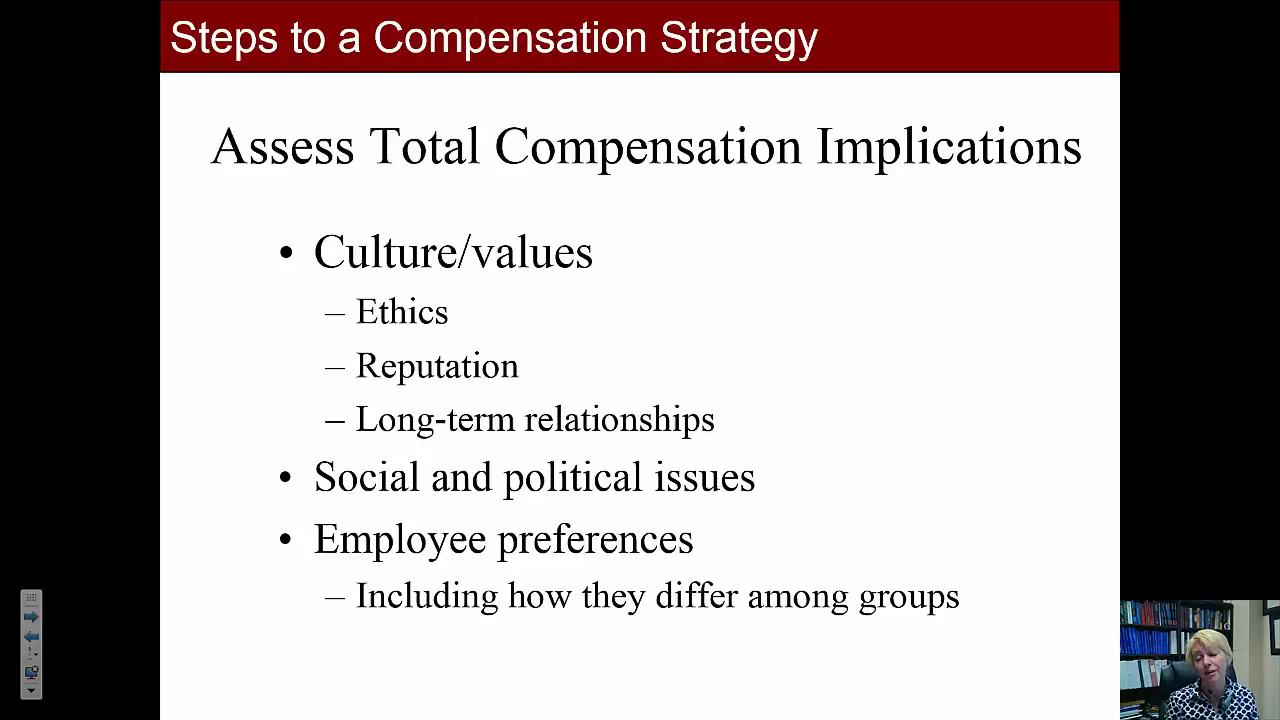 Steps to a Compensation Strategy
Assess Total Compensation Implications
• Culture/values
– Ethics
– Reputation
– Long-term relationships
• Social and political issues
• Employee preferences
– Including how they differ among groups